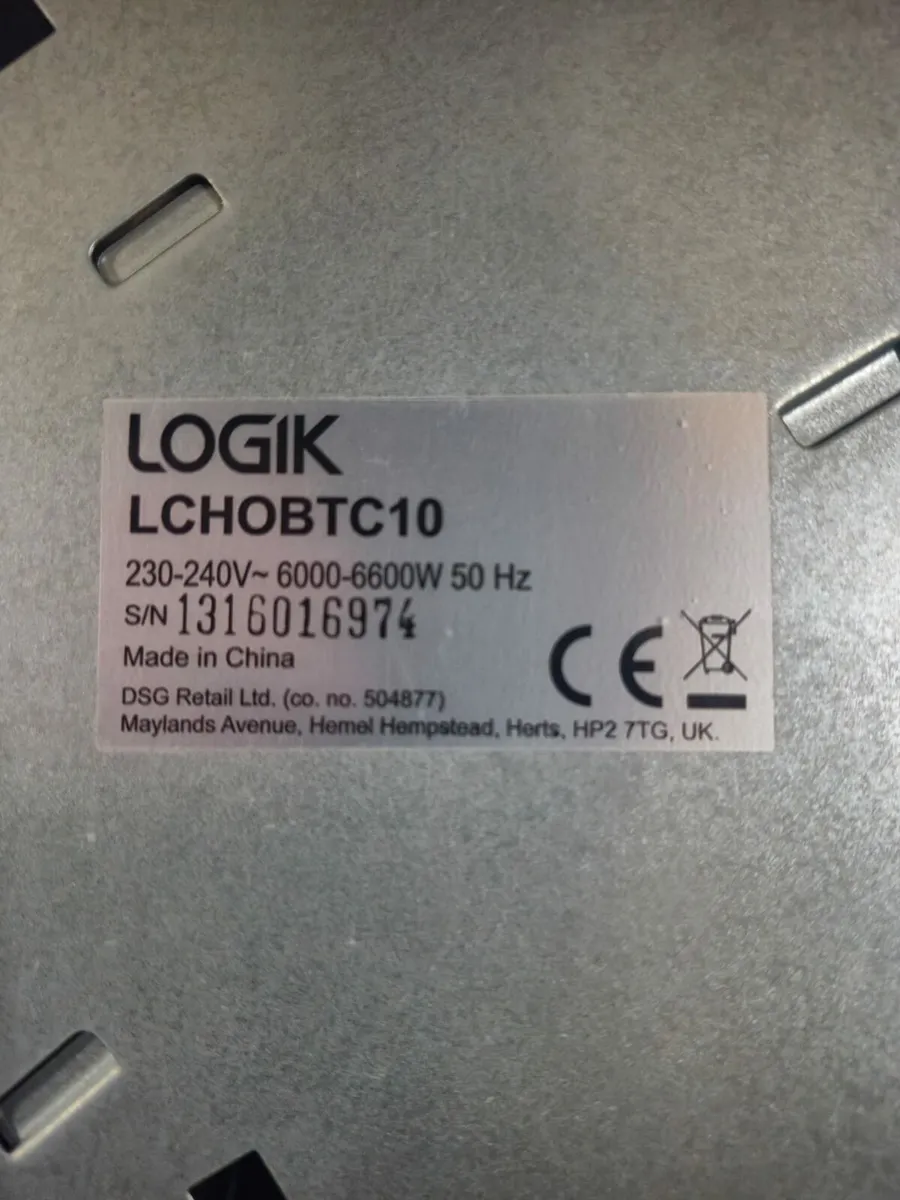 LOGIK
LCHOBTC10
230-240V~ 6000-6600W 50 Hz
S/N 1316016974
Made in China
DSG Retail Ltd. (co. no. 504877)
Maylands Avenue, Hemel Hempstead, Herts, HP2 7TG, UK.
CE